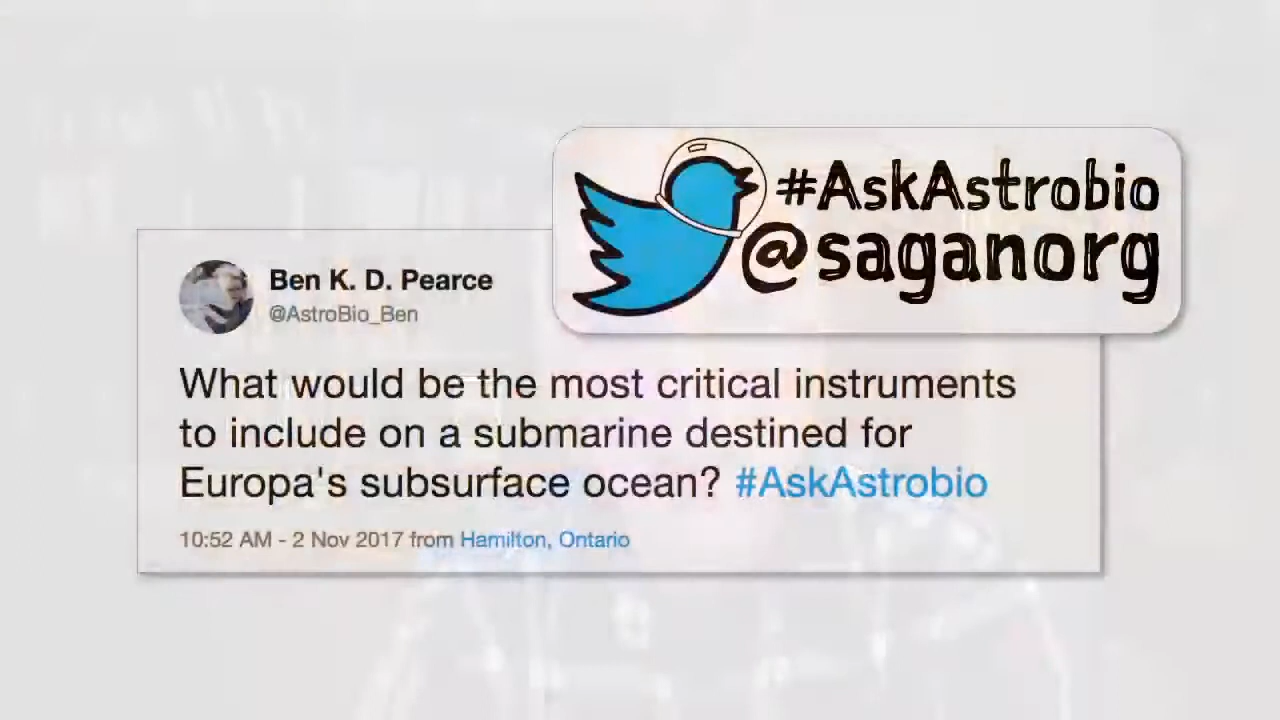 #AskAstrobio
@saganorg
Ben K. D. Pearce
@AstroBio_Ben
What would be the most critical instruments
to include on a submarine destined for
Europa's subsurface ocean? #AskAstrobio
10:52 AM - 2 Nov 2017 from Hamilton, Ontario